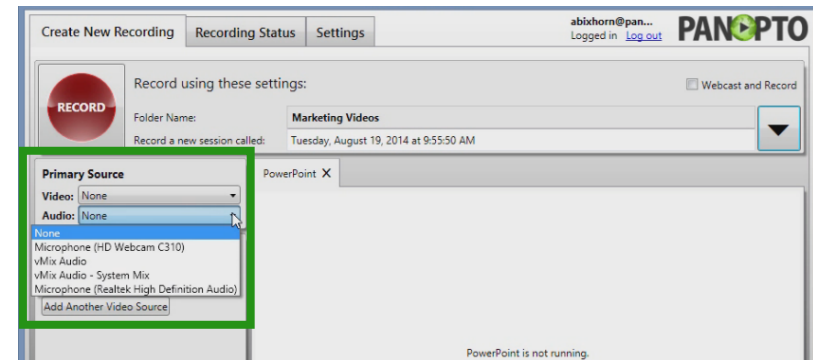 Create New Recording
Recording Status
Settings
abixhorn@pan...
Logged in Log out
PANOPTO
RECORD
Record using these settings:
Webcast and Record
Folder Name:
Marketing Videos
Record a new session called:
Tuesday, August 19, 2014 at 9:55:50 AM
Primary Source
PowerPoint X
Video: None
Audio: None
None
Microphone (HD Webcam C310)
vMix Audio
vMix Audio - System Mix
Microphone (Realtek High Definition Audio)
Add Another Video Source
PowerPoint is not running.